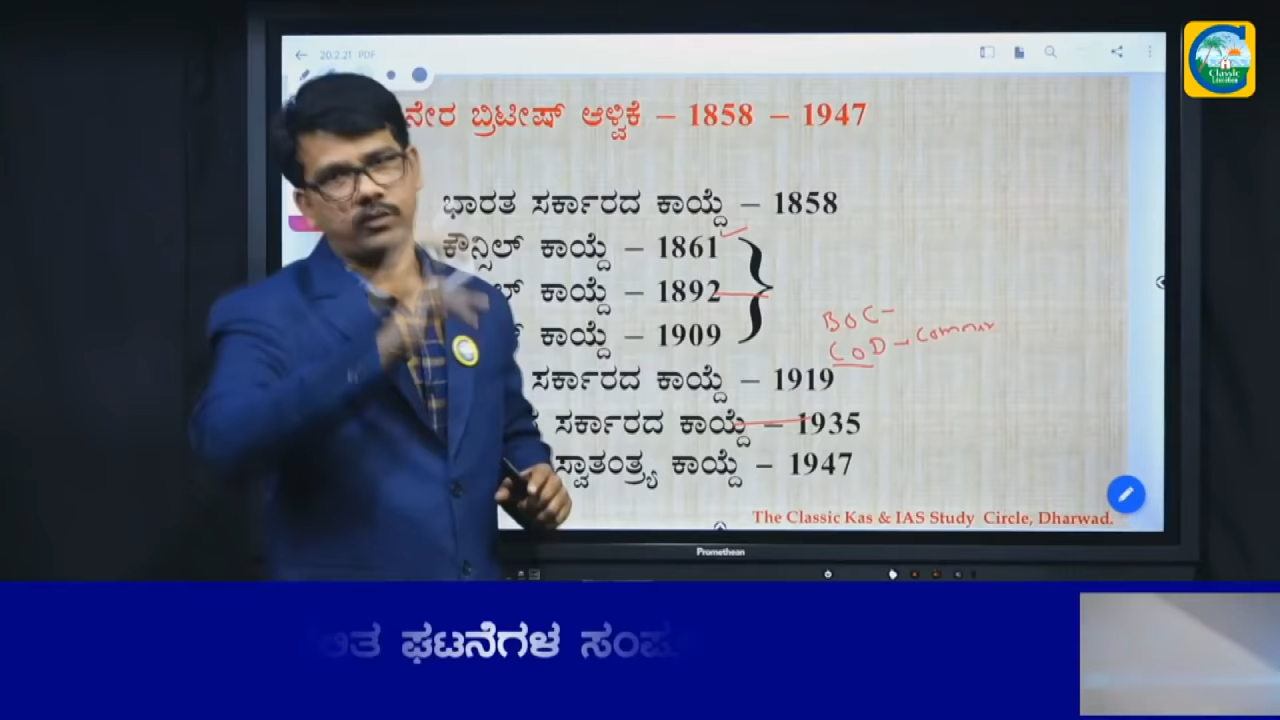 20.2.21 PDF
Classic
ನೇರ ಬ್ರಿಟೀಷ್ ಆಳ್ವಿಕೆ – 1858 – 1947
ಭಾರತ ಸರ್ಕಾರದ ಕಾಯ್ದೆ – 1858
ಕೌನ್ಸಿಲ್ ಕಾಯ್ದೆ – 1861
ಕಾಯ್ದೆ – 1892
ಕಾಯ್ದೆ – 1909
BOC-
COD -
ಸರ್ಕಾರದ ಕಾಯ್ದೆ – 1919
ಸರ್ಕಾರದ ಕಾಯ್ದೆ – 1935
ಸ್ವಾತಂತ್ರ್ಯ ಕಾಯ್ದೆ – 1947
The Classic Kas & IAS Study Circle, Dharwad.
Promethean
ಘಟನೆಗಳ